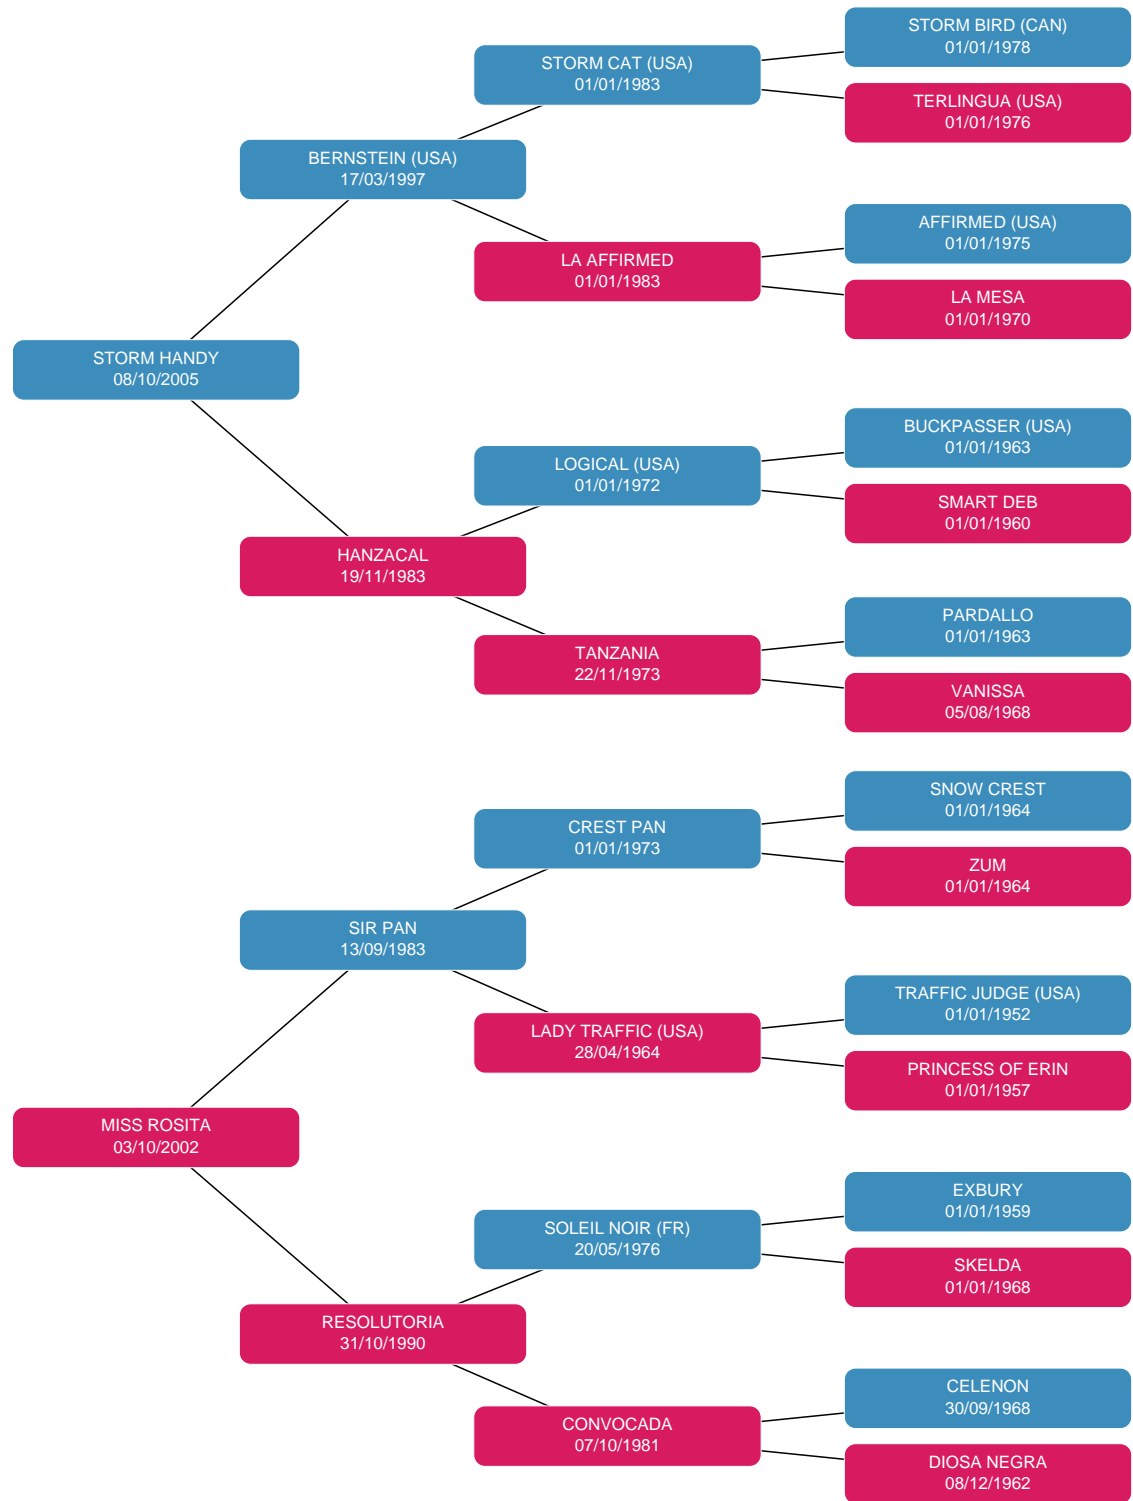 STORM BIRD (CAN)
01/01/1978
STORM CAT (USA)
01/01/1983
TERLINGUA (USA)
01/01/1976
BERNSTEIN (USA)
17/03/1997
AFFIRMED (USA)
01/01/1975
LA AFFIRMED
01/01/1983
LA MESA
01/01/1970
STORM HANDY
08/10/2005
BUCKPASSER (USA)
01/01/1963
LOGICAL (USA)
01/01/1972
SMART DEB
01/01/1960
HANZACAL
19/11/1983
PARDALLO
01/01/1963
TANZANIA
22/11/1973
VANISSA
05/08/1968
SNOW CREST
01/01/1964
CREST PAN
01/01/1973
ZUM
01/01/1964
SIR PAN
13/09/1983
TRAFFIC JUDGE (USA)
01/01/1952
LADY TRAFFIC (USA)
28/04/1964
PRINCESS OF ERIN
01/01/1957
MISS ROSITA
03/10/2002
EXBURY
01/01/1959
SOLEIL NOIR (FR)
20/05/1976
SKELDA
01/01/1968
RESOLUTORIA
31/10/1990
CELENON
30/09/1968
CONVOCADA
07/10/1981
DIOSA NEGRA
08/12/1962